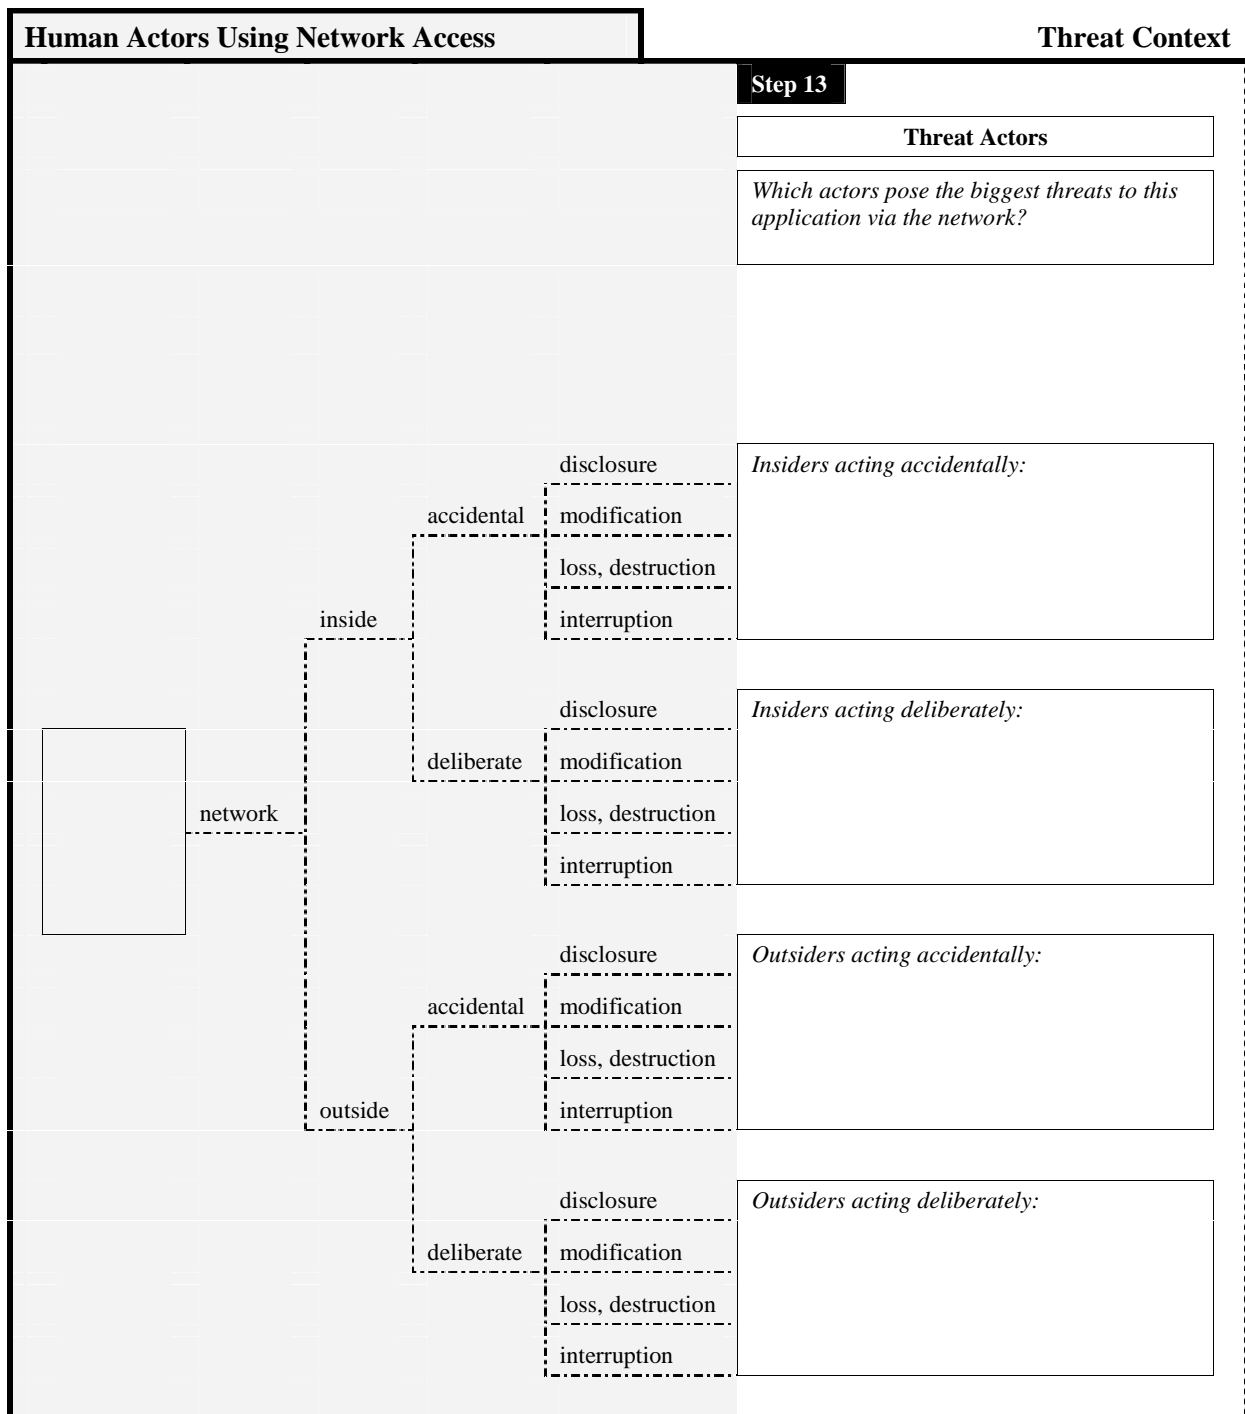 Human Actors Using Network Access
Threat Context
Step 13
Threat Actors
Which actors pose the biggest threats to this
application via the network?
disclosure
Insiders acting accidentally:
accidental
modification
loss, destruction
inside
interruption
disclosure
Insiders acting deliberately:
deliberate
modification
network
loss, destruction
interruption
disclosure
Outsiders acting accidentally:
accidental
modification
loss, destruction
outside
interruption
disclosure
Outsiders acting deliberately:
deliberate
modification
loss, destruction
interruption